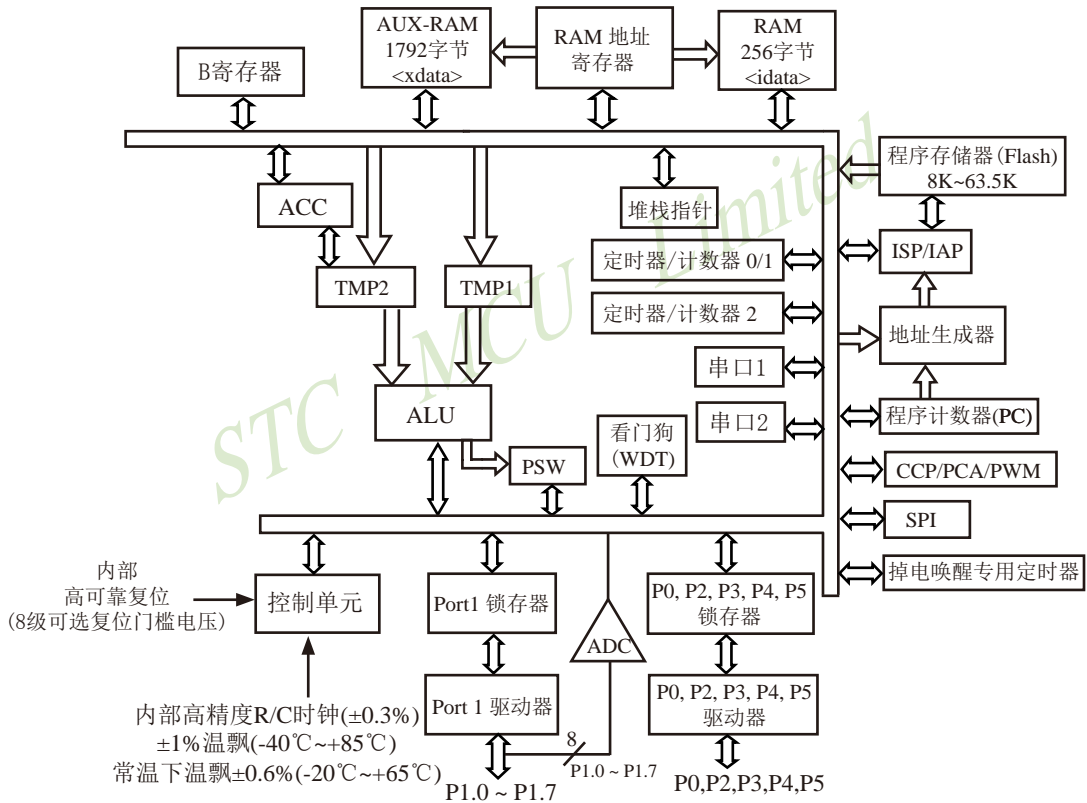 AUX-RAM
1792字节
<xdata>
RAM 地址
寄存器
RAM
256字节
<idata>
B寄存器
程序存储器(Flash)
8K~63.5K
ACC
堆栈指针
ISP/IAP
定时器/计数器 0/1
TMP2
TMP1
定时器/计数器 2
地址生成器
串口1
ALU
串口2
程序计数器(PC)
看门狗
(WDT)
PSW
CCP/PCA/PWM
SPI
掉电唤醒专用定时器
内部
高可靠复位
(8级可选复位门槛电压)
控制单元
Port1 锁存器
ADC
P0, P2, P3, P4, P5
锁存器
Port 1 驱动器
P0, P2, P3, P4, P5
驱动器
内部高精度R/C时钟(±0.3%)
±1%温飘(-40℃~+85℃)
常温下温飘±0.6%(-20℃~+65℃)
8
P1.0 ~ P1.7
P1.0 ~ P1.7
P0,P2,P3,P4,P5
STC MCU Limited